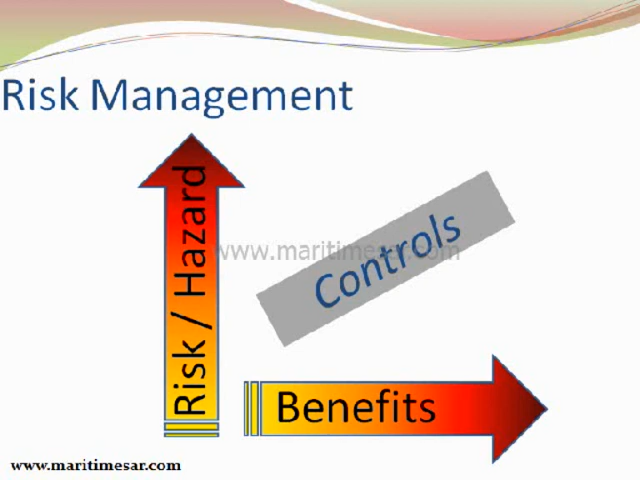 Risk Management
Risk / Hazard
www.maritimesar.com
Controls
Benefits
www.maritimesar.com